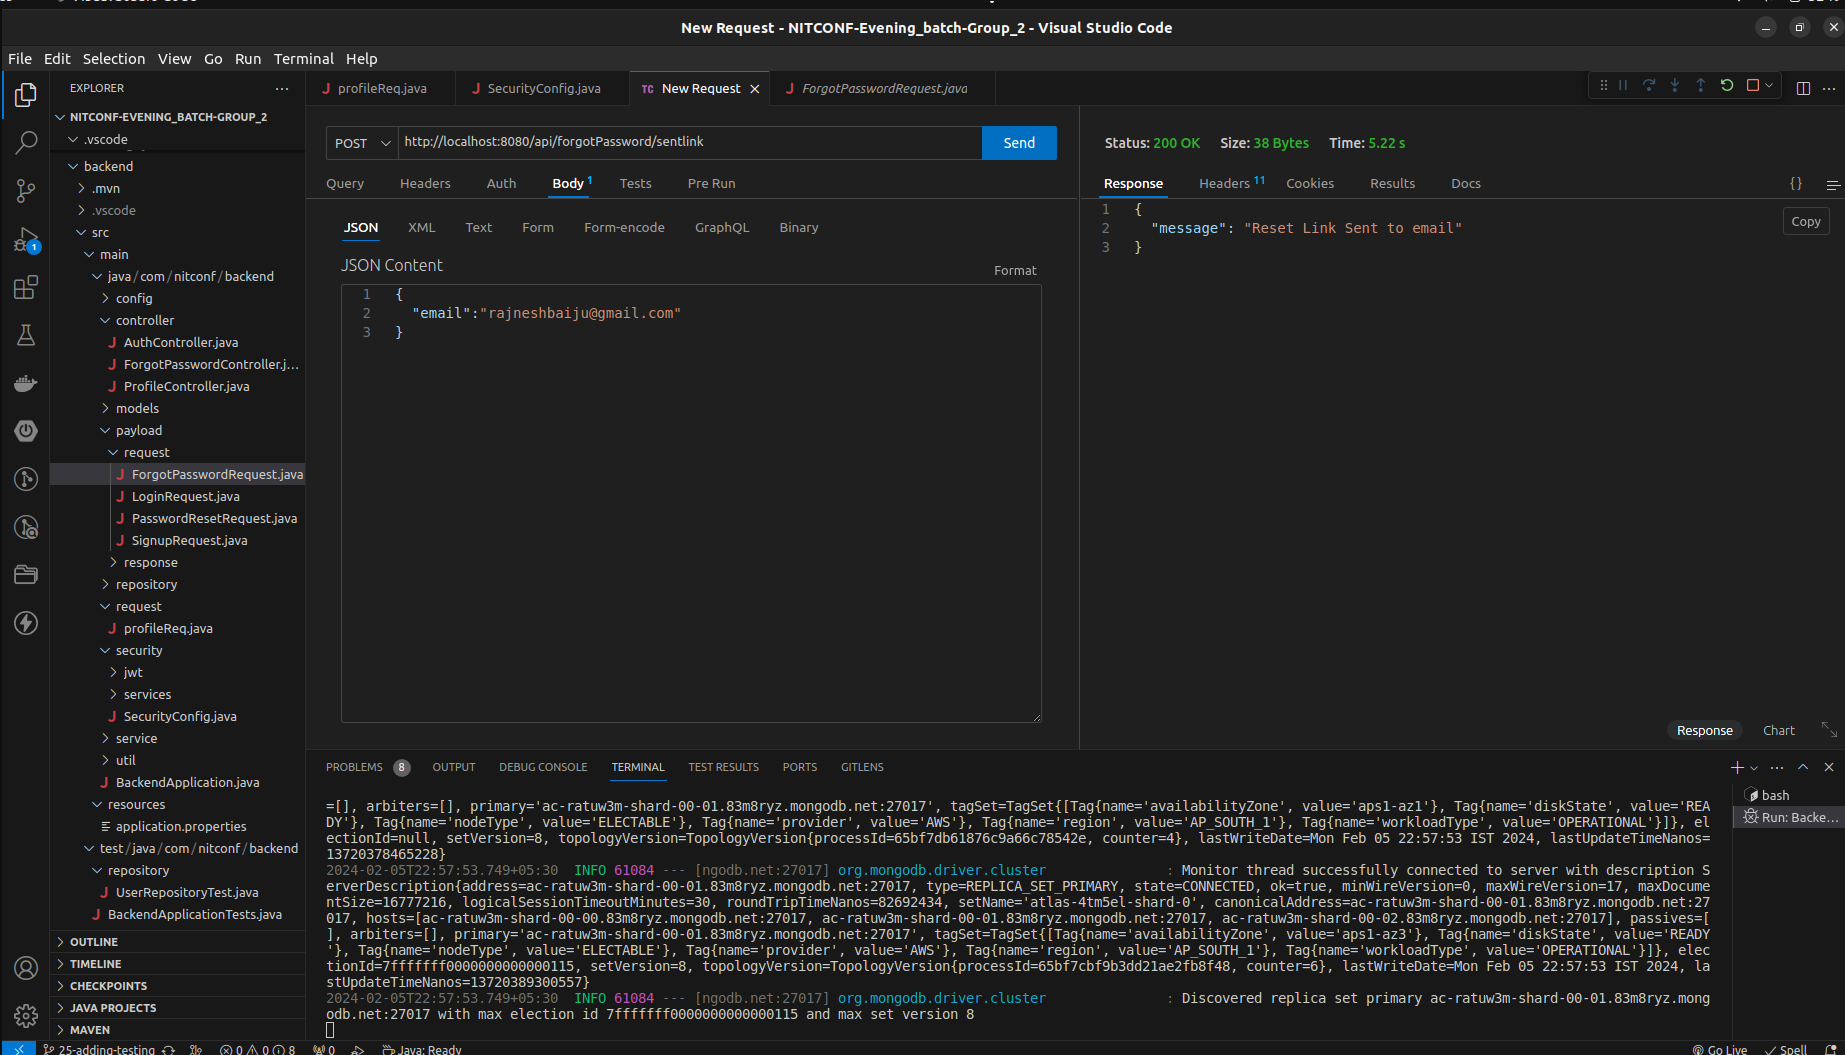 New Request - NITCONF-Evening_batch-Group_2 - Visual Studio Code
File Edit Selection View Go Run Terminal Help
EXPLORER
NITCONF-EVENING_BATCH-GROUP_2
.vscode
backend
.mvn
.vscode
src
main
java/com/nitconf/backend
config
controller
AuthController.java
ForgotPasswordController.j...
ProfileController.java
models
payload
request
ForgotPasswordRequest.java
LoginRequest.java
PasswordResetRequest.java
SignupRequest.java
response
repository
request
profileReq.java
security
jwt
services
SecurityConfig.java
service
util
BackendApplication.java
resources
application.properties
test/java/com/nitconf/backend
repository
UserRepositoryTest.java
BackendApplicationTests.java
OUTLINE
TIMELINE
CHECKPOINTS
JAVA PROJECTS
MAVEN
1
J profileReq.java
J SecurityConfig.java
TC New Request
J ForgotPasswordRequest.java
POST http://localhost:8080/api/forgotPassword/sentlink Send
Query Headers Auth Body 1 Tests Pre Run
JSON XML Text Form Form-encode GraphQL Binary
JSON Content
Format
1 {
2 "email":"rajneshbaiju@gmail.com"
3 }
Status: 200 OK Size: 38 Bytes Time: 5.22 s
Response Headers 11 Cookies Results Docs {}
1 {
2 "message": "Reset Link Sent to email"
3 }
Copy
Response Chart
PROBLEMS 8 OUTPUT DEBUG CONSOLE TERMINAL TEST RESULTS PORTS GITLENS
=[], arbiters=[], primary='ac-ratuw3m-shard-00-01.83m8ryz.mongodb.net:27017', tagSet=TagSet{[Tag{name='availabilityZone', value='aps1-az1'}, Tag{name='diskState', value='REA
DY'}, Tag{name='nodeType', value='ELECTABLE'}, Tag{name='provider', value='AWS'}, Tag{name='region', value='AP_SOUTH_1'}, Tag{name='workloadType', value='OPERATIONAL'}]}, el
ectionId=null, setVersion=8, topologyVersion=TopologyVersion{processId=65bf7db61876c9a66c78542e, counter=4}, lastWriteDate=Mon Feb 05 22:57:53 IST 2024, lastUpdateTimeNanos=
13720378465228}
2024-02-05T22:57:53.749+05:30 INFO 61084 --- [ngodb.net:27017] org.mongodb.driver.cluster : Monitor thread successfully connected to server with description S
erverDescription{address=ac-ratuw3m-shard-00-01.83m8ryz.mongodb.net:27017, type=REPLICA_SET_PRIMARY, state=CONNECTED, ok=true, minWireVersion=0, maxWireVersion=17, maxDocume
ntSize=16777216, logicalSessionTimeoutMinutes=30, roundTripTimeNanos=82692434, setName='atlas-4tm5el-shard-0', canonicalAddress=ac-ratuw3m-shard-00-01.83m8ryz.mongodb.net:27
017, hosts=[ac-ratuw3m-shard-00-00.83m8ryz.mongodb.net:27017, ac-ratuw3m-shard-00-01.83m8ryz.mongodb.net:27017, ac-ratuw3m-shard-00-02.83m8ryz.mongodb.net:27017], passives=[
], arbiters=[], primary='ac-ratuw3m-shard-00-01.83m8ryz.mongodb.net:27017', tagSet=TagSet{[Tag{name='availabilityZone', value='aps1-az3'}, Tag{name='diskState', value='READY
'}, Tag{name='nodeType', value='ELECTABLE'}, Tag{name='provider', value='AWS'}, Tag{name='region', value='AP_SOUTH_1'}, Tag{name='workloadType', value='OPERATIONAL'}]}, elec
tionId=7fffffff0000000000000115, setVersion=8, topologyVersion=TopologyVersion{processId=65bf7cbf9b3dd21ae2fb8f48, counter=6}, lastWriteDate=Mon Feb 05 22:57:53 IST 2024, la
stUpdateTimeNanos=13720389300557}
2024-02-05T22:57:53.749+05:30 INFO 61084 --- [ngodb.net:27017] org.mongodb.driver.cluster : Discovered replica set primary ac-ratuw3m-shard-00-01.83m8ryz.mong
odb.net:27017 with max election id 7fffffff0000000000000115 and max set version 8
bash
Run: Backe...
25-adding-testing 0 0 8 0 Java: Ready Go Live Spell